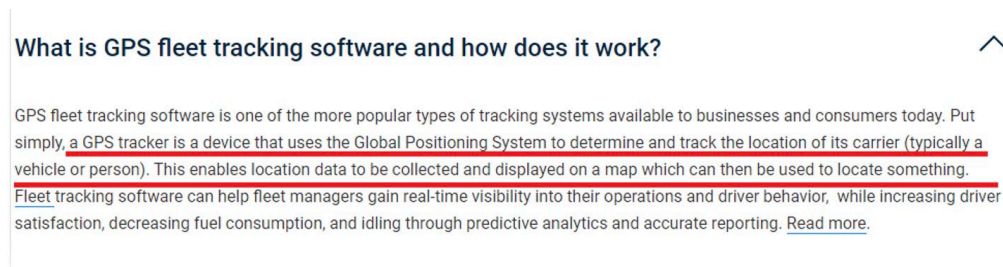 What is GPS fleet tracking software and how does it work?
GPS fleet tracking software is one of the more popular types of tracking systems available to businesses and consumers today. Put
simply, a GPS tracker is a device that uses the Global Positioning System to determine and track the location of its carrier (typically a
vehicle or person). This enables location data to be collected and displayed on a map which can then be used to locate something.
Fleet tracking software can help fleet managers gain real-time visibility into their operations and driver behavior, while increasing driver
satisfaction, decreasing fuel consumption, and idling through predictive analytics and accurate reporting. Read more.